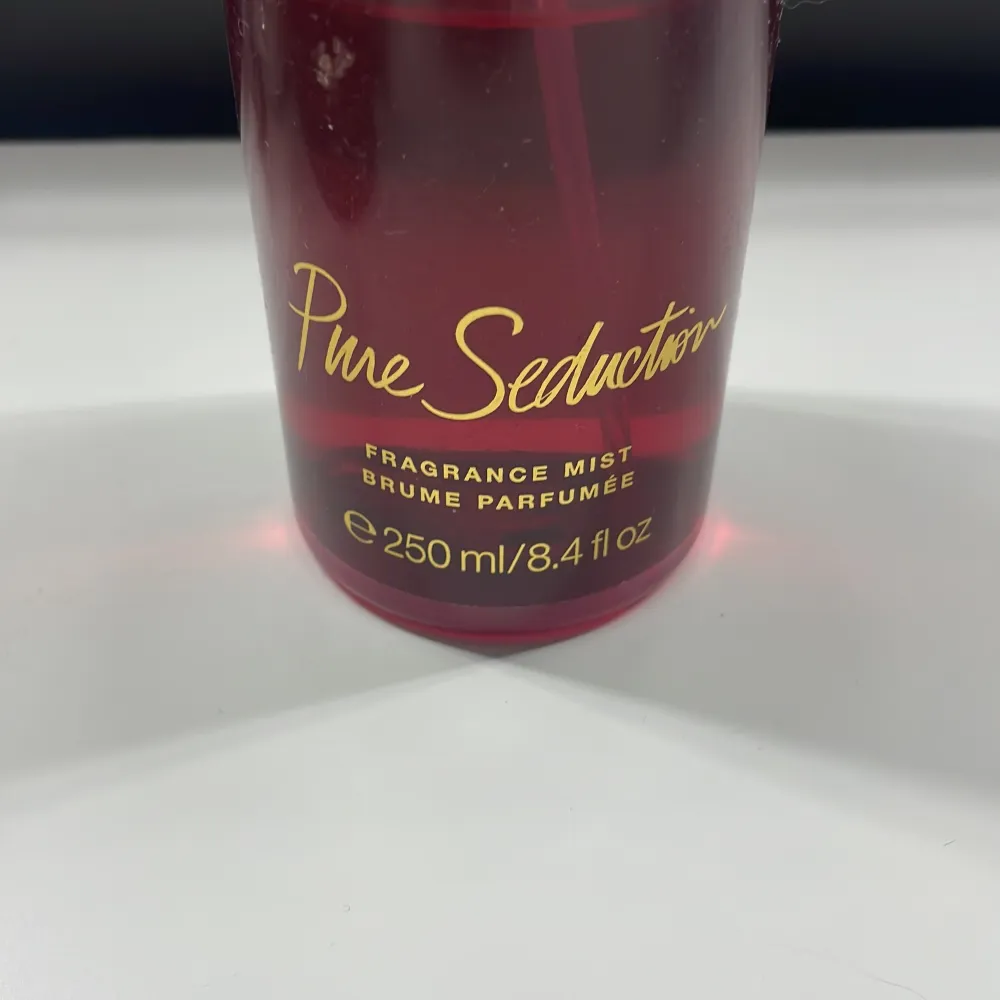 Pure Seduction
FRAGRANCE MIST
BRUME PARFUMÉE
℮ 250 ml/8.4 fl oz